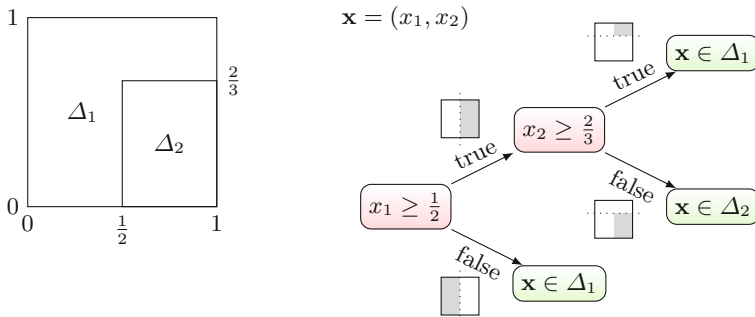 1
2/3
Δ₁
Δ₂
0
0
1/2
1
𝐱 = (x₁, x₂)
𝐱 ∈ Δ₁
true
x₂ ≥ 2/3
true
false
x₁ ≥ 1/2
𝐱 ∈ Δ₂
false
𝐱 ∈ Δ₁